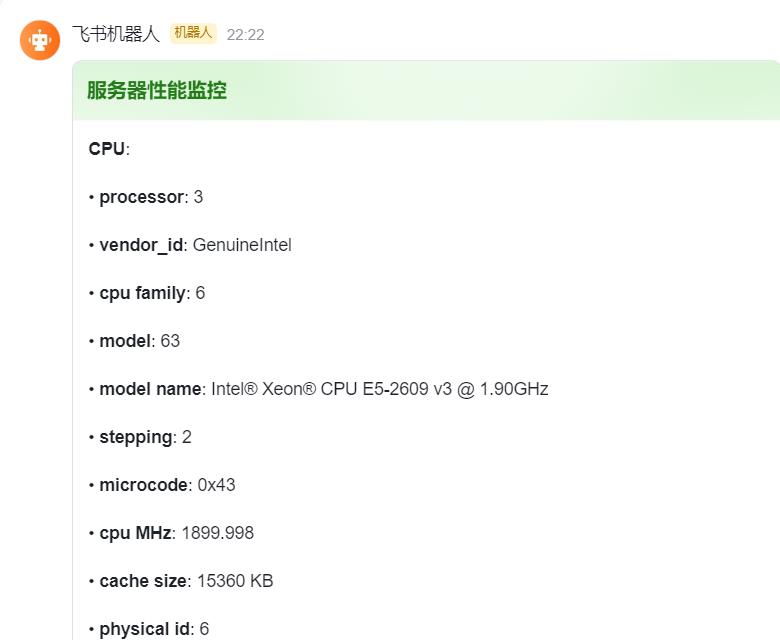 飞书机器人 机器人 22:22
服务器性能监控
CPU:
• processor: 3
• vendor_id: GenuineIntel
• cpu family: 6
• model: 63
• model name: Intel® Xeon® CPU E5-2609 v3 @ 1.90GHz
• stepping: 2
• microcode: 0x43
• cpu MHz: 1899.998
• cache size: 15360 KB
• physical id: 6